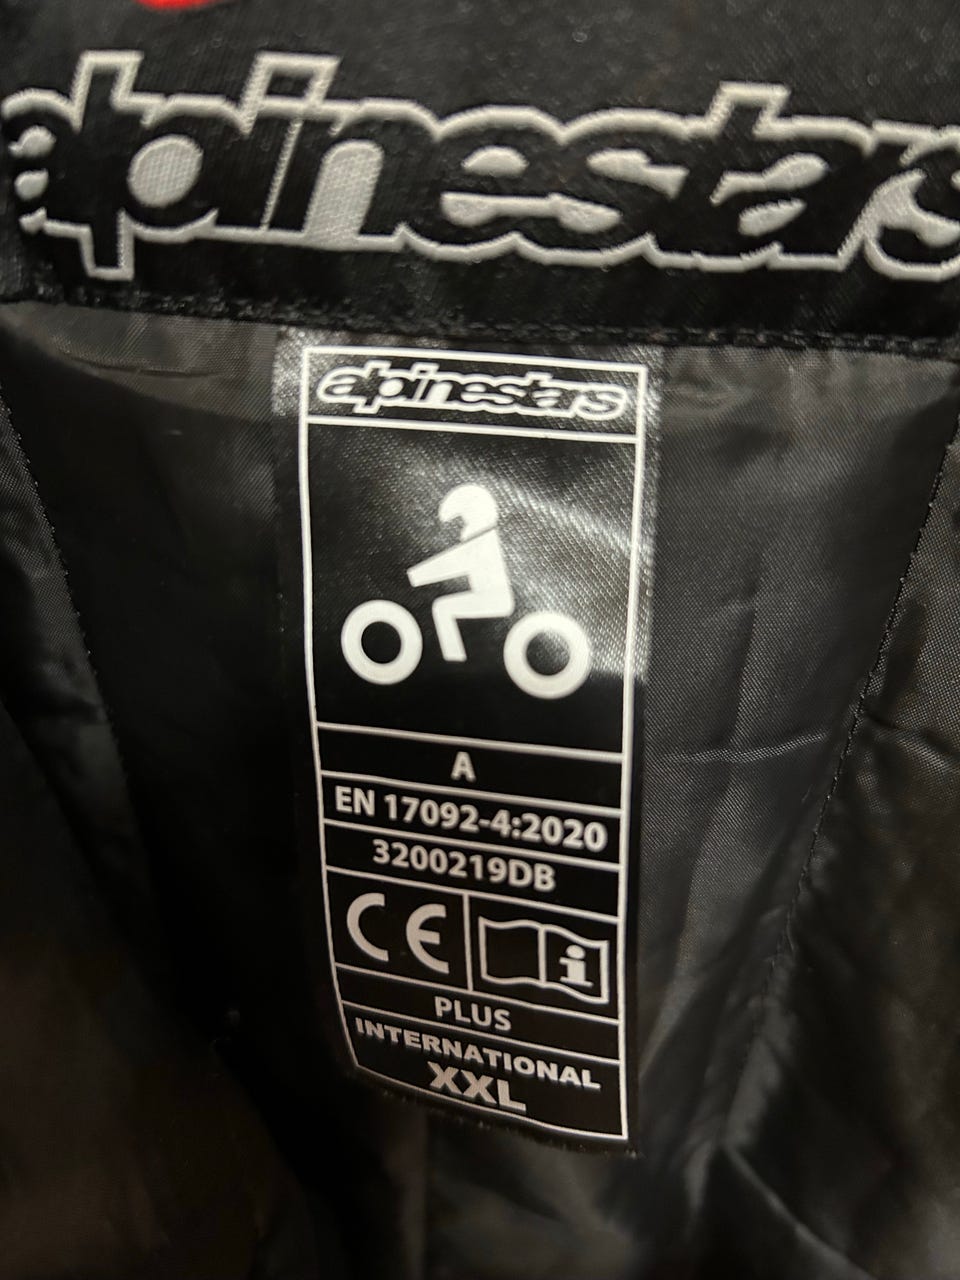 alpinestars
alpinestars
A
EN 17092-4:2020
3200219DB
CE i
PLUS
INTERNATIONAL
XXL